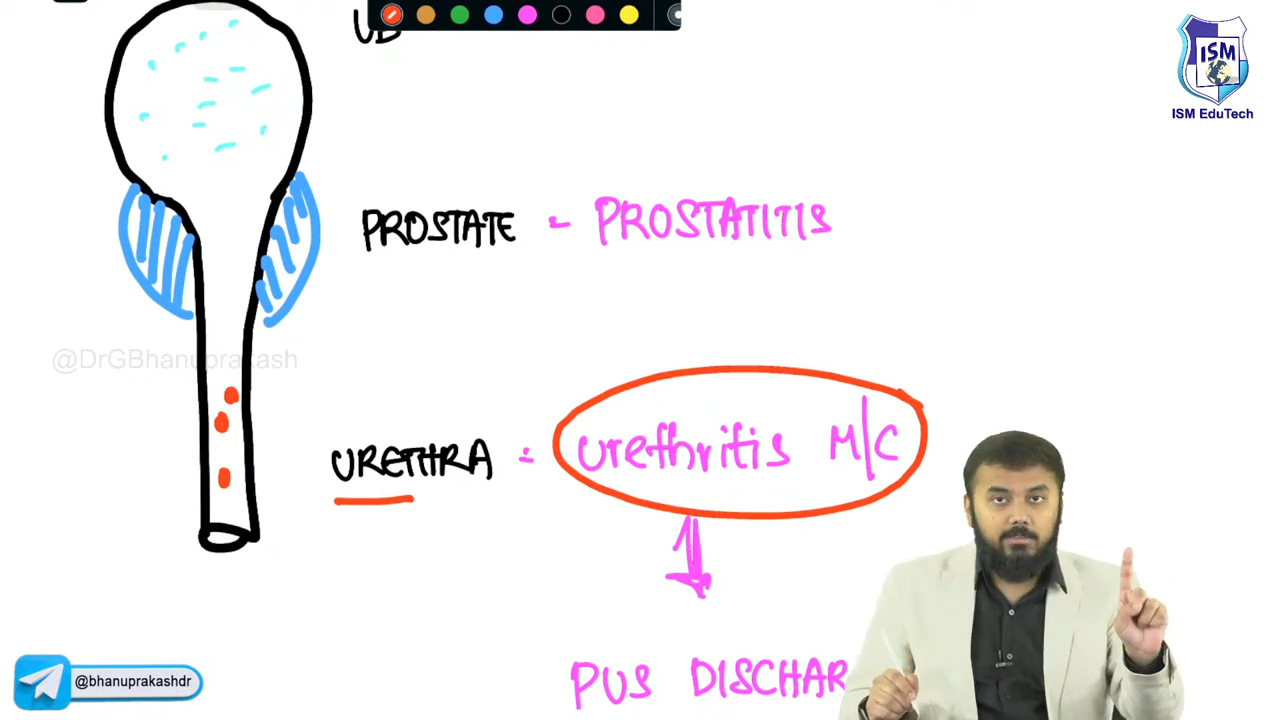 UB
ISM
ISM EduTech
PROSTATE = PROSTATITIS
@DrGBhanuprakash
URETHRA = urethritis M/C
PUS DISCHAR
@bhanuprakashdr